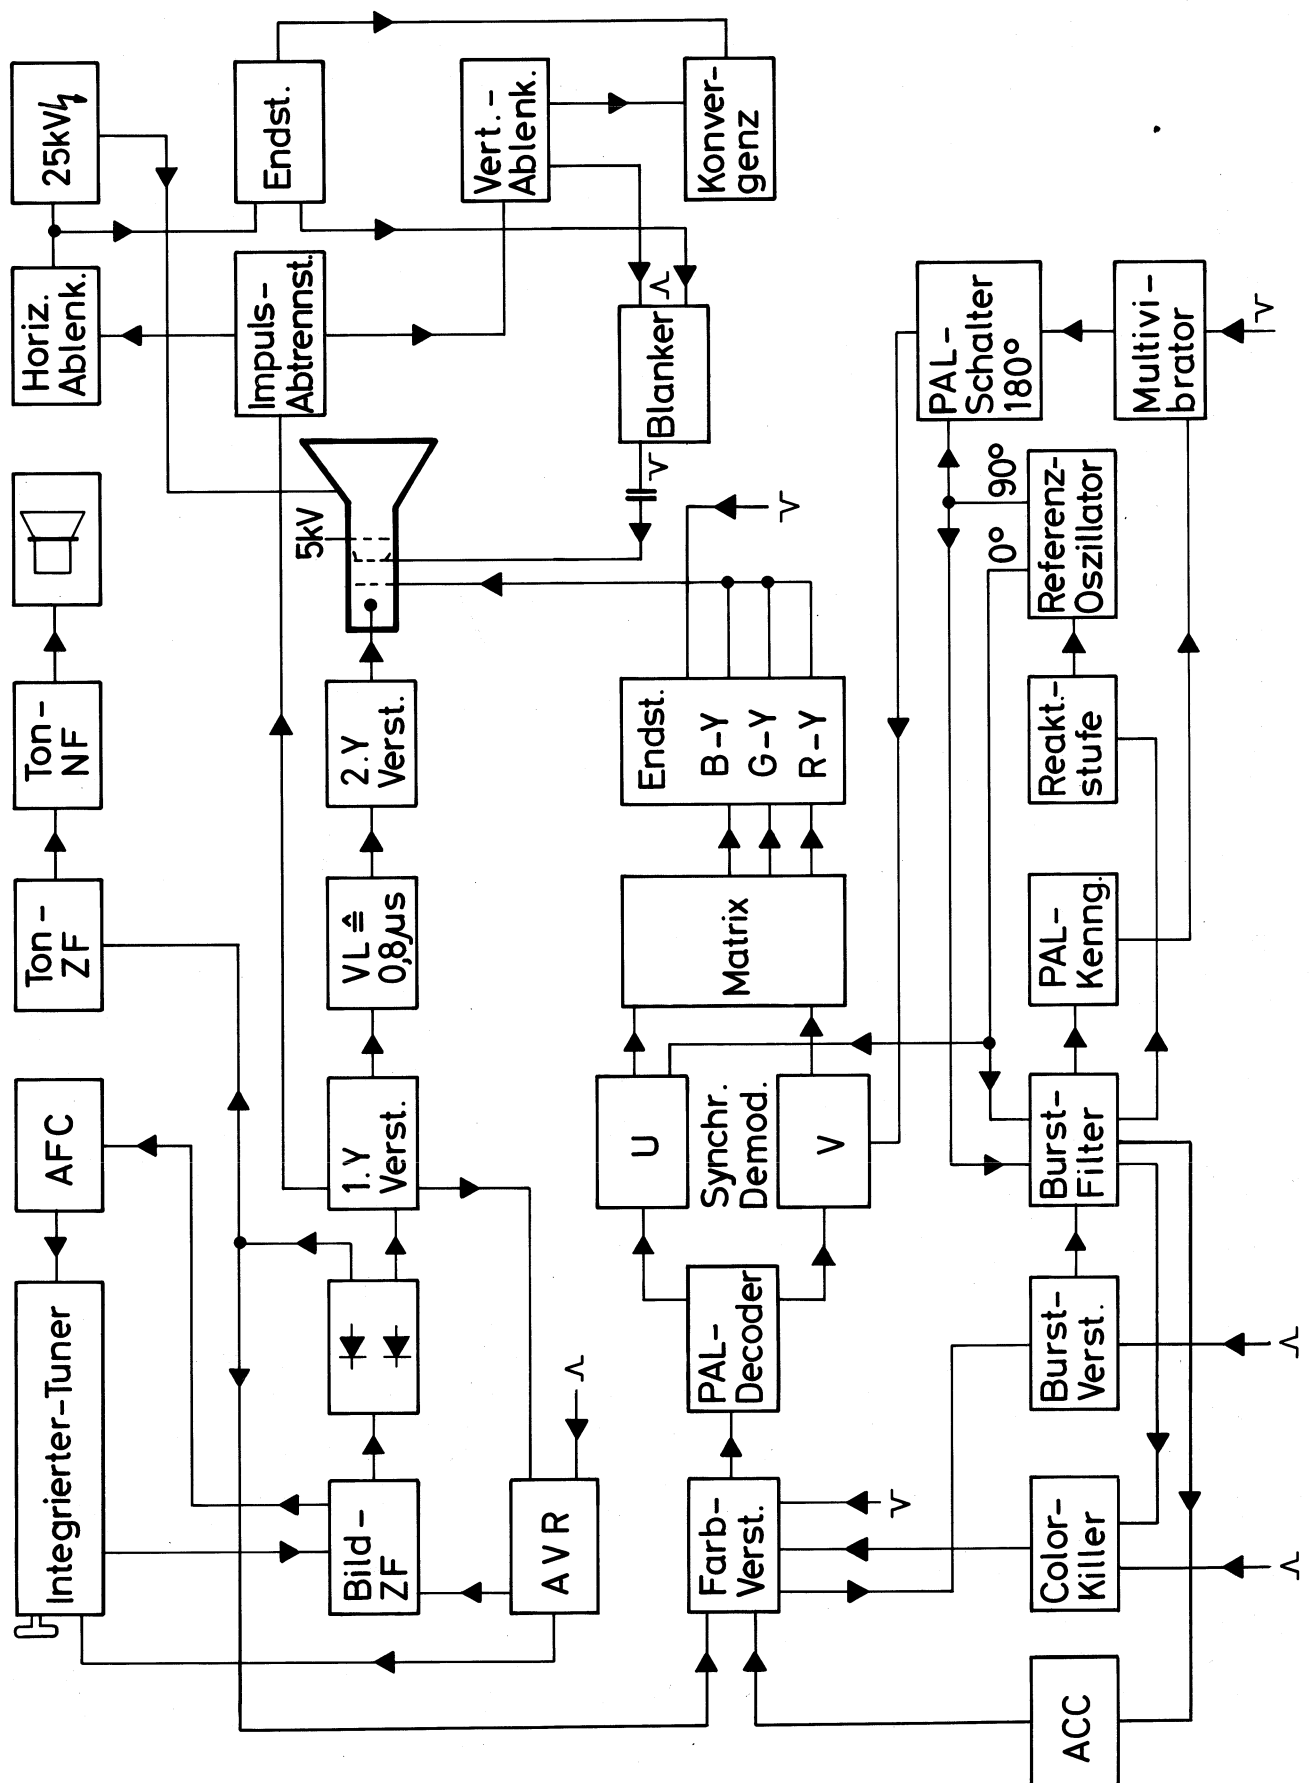 Integrierter-Tuner
AFC
Ton-
ZF
Ton-
NF
Horiz.
Ablenk.
25kV
Bild-
ZF
1.Y
Verst.
VL ≙
0,8µs
2.Y
Verst.
5kV
Impuls-
Abtrennst.
Endst.
AVR
Vert.-
Ablenk.
Farb-
Verst.
PAL-
Decoder
U
Synchr.
Demod.
V
Matrix
Endst.
B-Y
G-Y
R-Y
Blanker
Konver-
genz
ACC
Color-
Killer
Burst-
Verst.
Burst-
Filter
PAL-
Kenng.
Reakt.-
stufe
Referenz-
Oszillator
0°
90°
PAL-
Schalter
180°
Multivi-
brator